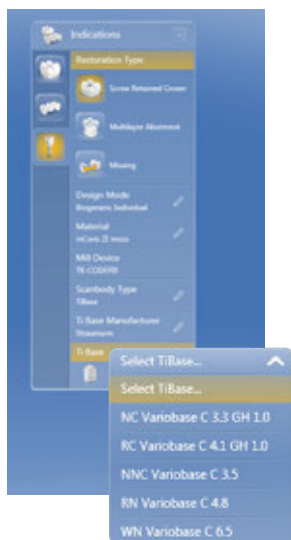 Indications
Restoration Type
Screw Retained Crown
Multilayer Abutment
Missing
Design Mode
Biogeneric Individual
Material
inCoris ZI meso
Mill Device
Scanbody Type
TiBase
Ti Base Manufacturer
Straumann
Ti Base
Select TiBase...
Select TiBase...
NC Variobase C 3.3 GH 1.0
RC Variobase C 4.1 GH 1.0
NNC Variobase C 3.5
RN Variobase C 4.8
WN Variobase C 6.5